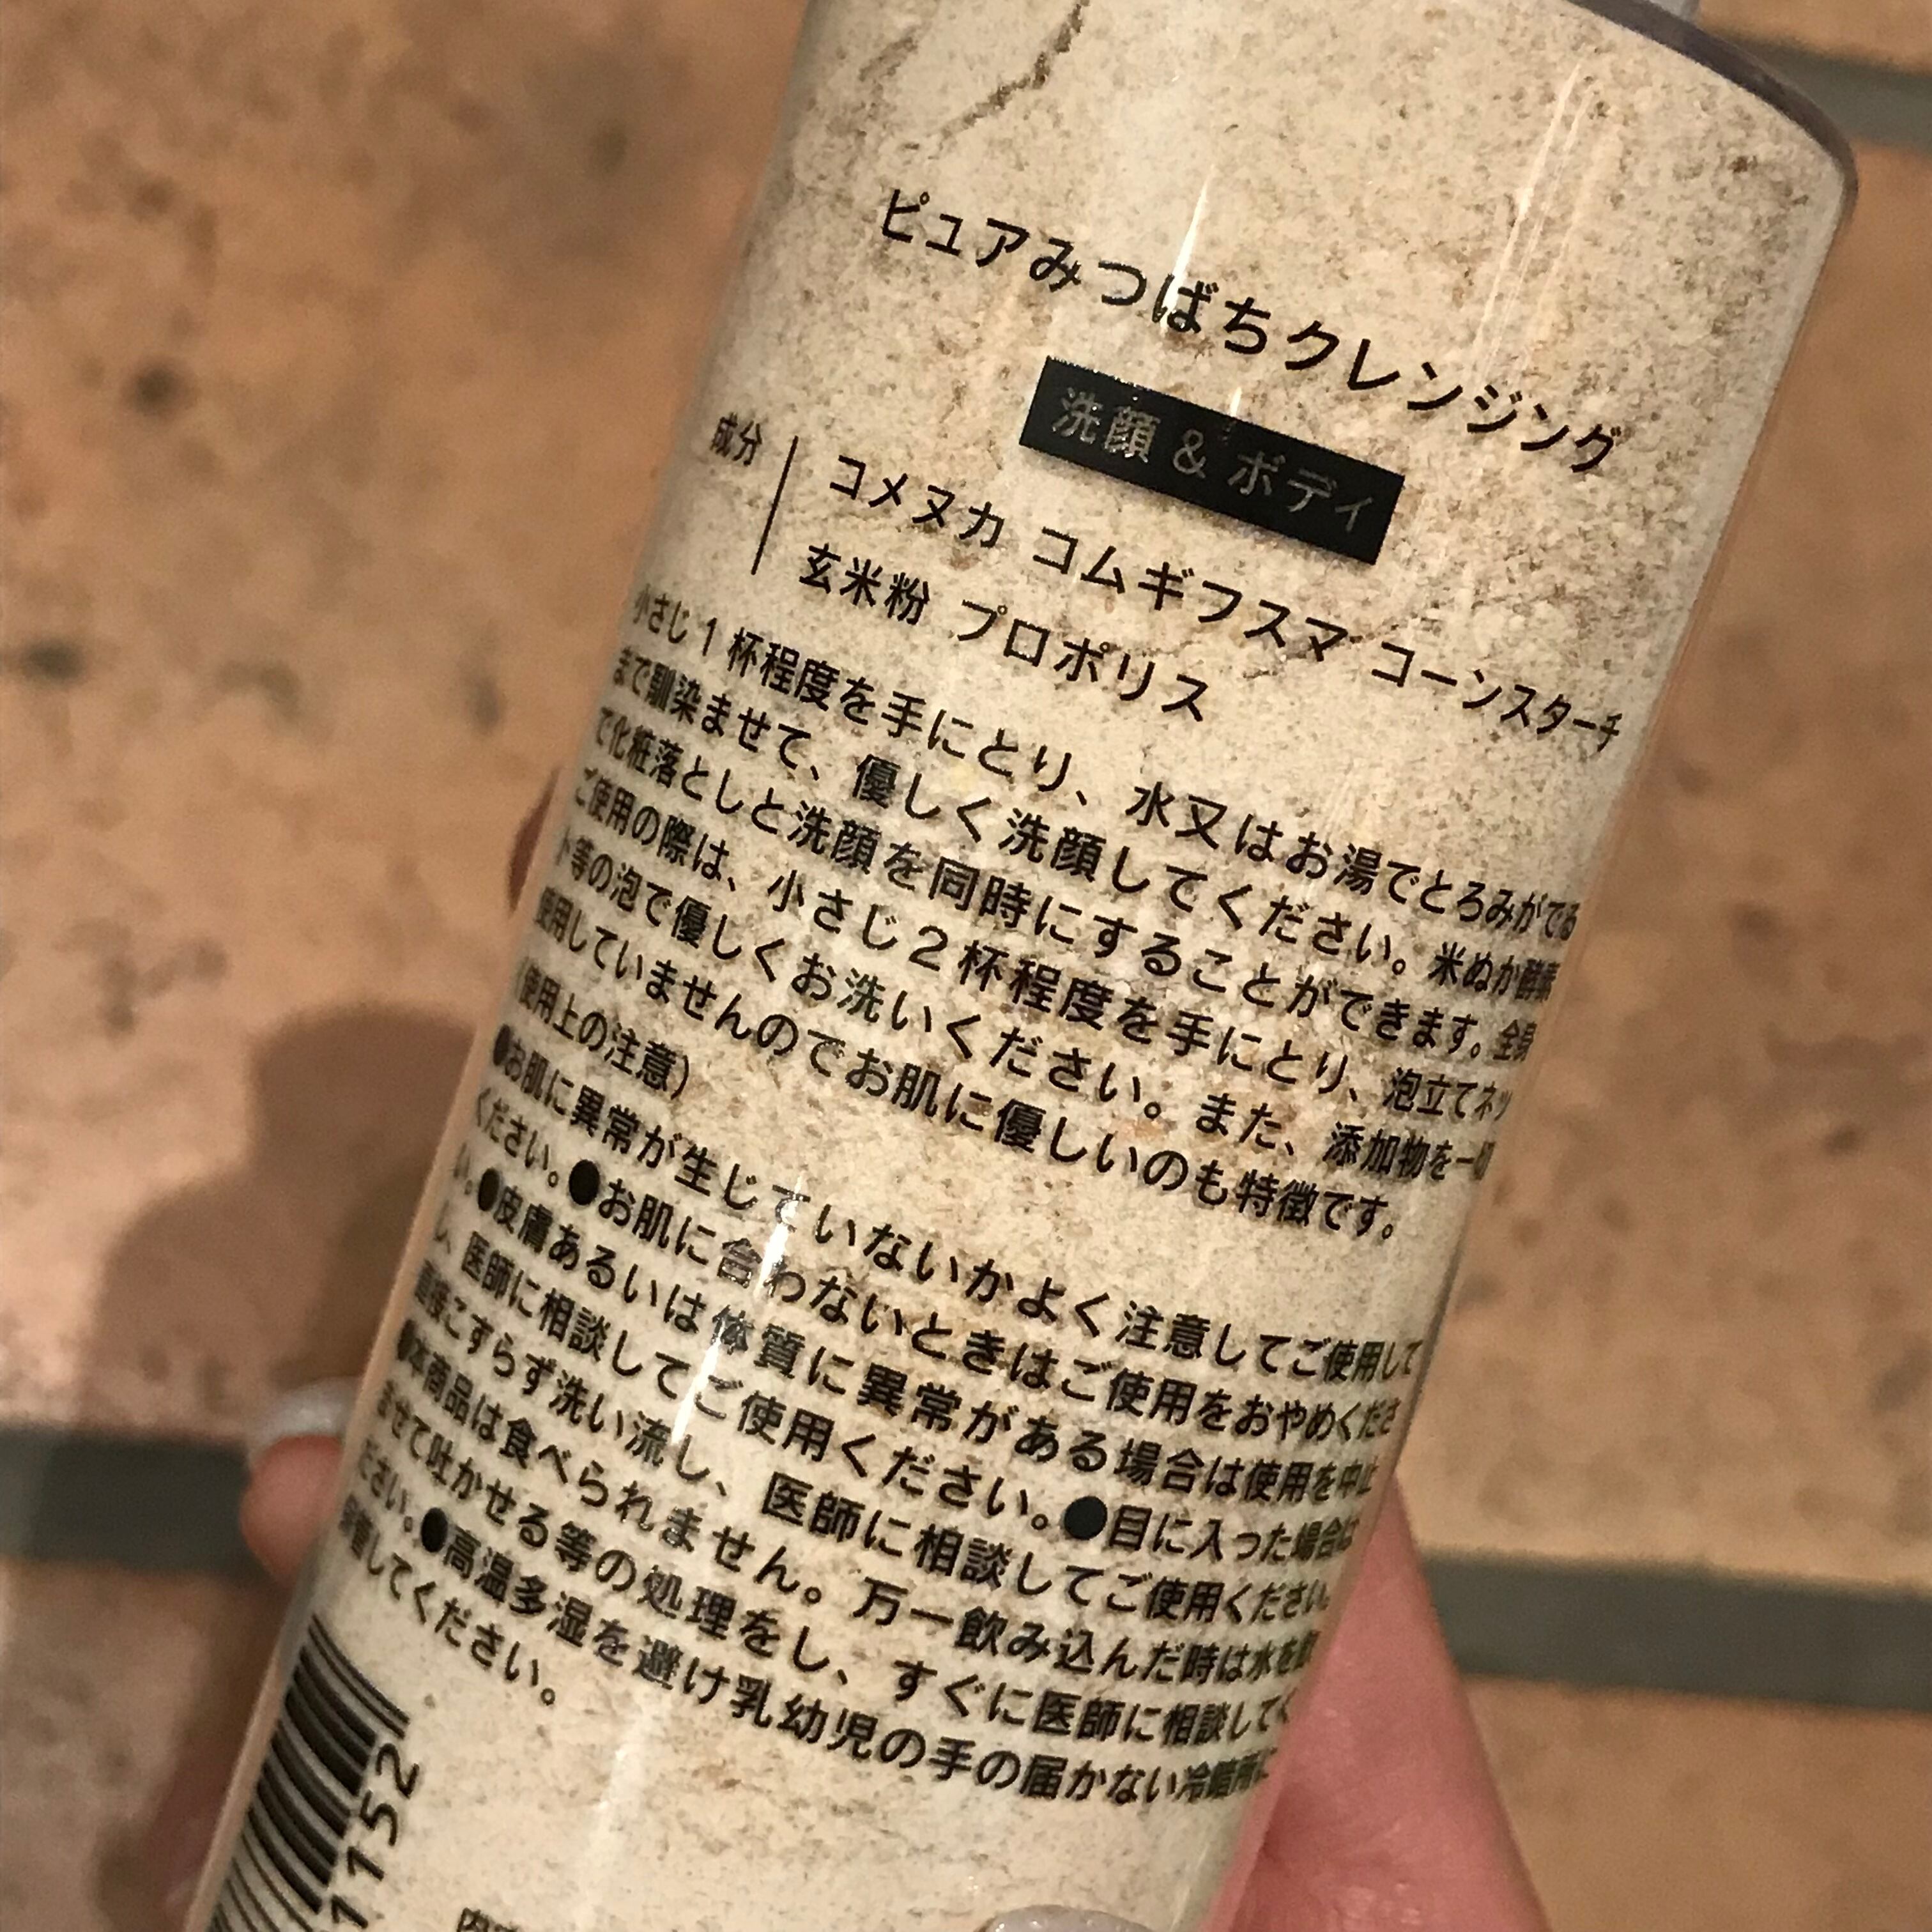 ピュアみつばちクレンジング
洗顔 & ボディ
成分
コメヌカ コムギフスマ コーンスターチ
玄米粉 プロポリス
小さじ1杯程度を手にとり、水又はお湯でとろみがでる
まで馴染ませて、優しく洗顔してください。米ぬか酵素
で化粧落としと洗顔を同時にすることができます。全身
ご使用の際は、小さじ2杯程度を手にとり、泡立てネッ
ト等の泡で優しくお洗いください。また、添加物を一切
使用していませんのでお肌に優しいのも特徴です。
(使用上の注意)
●お肌に異常が生じていないかよく注意してご使用して
ください。●お肌に合わないときはご使用をおやめくださ
い。●皮膚あるいは体質に異常がある場合は使用を中止
し、医師に相談してご使用ください。●目に入った場合は
直後こすらず洗い流し、医師に相談してご使用ください。
●本商品は食べられません。万一飲み込んだ時は水を飲
ませて吐かせる等の処理をし、すぐに医師に相談してく
ださい。●高温多湿を避け乳幼児の手の届かない冷暗所に
保管してください。
1152